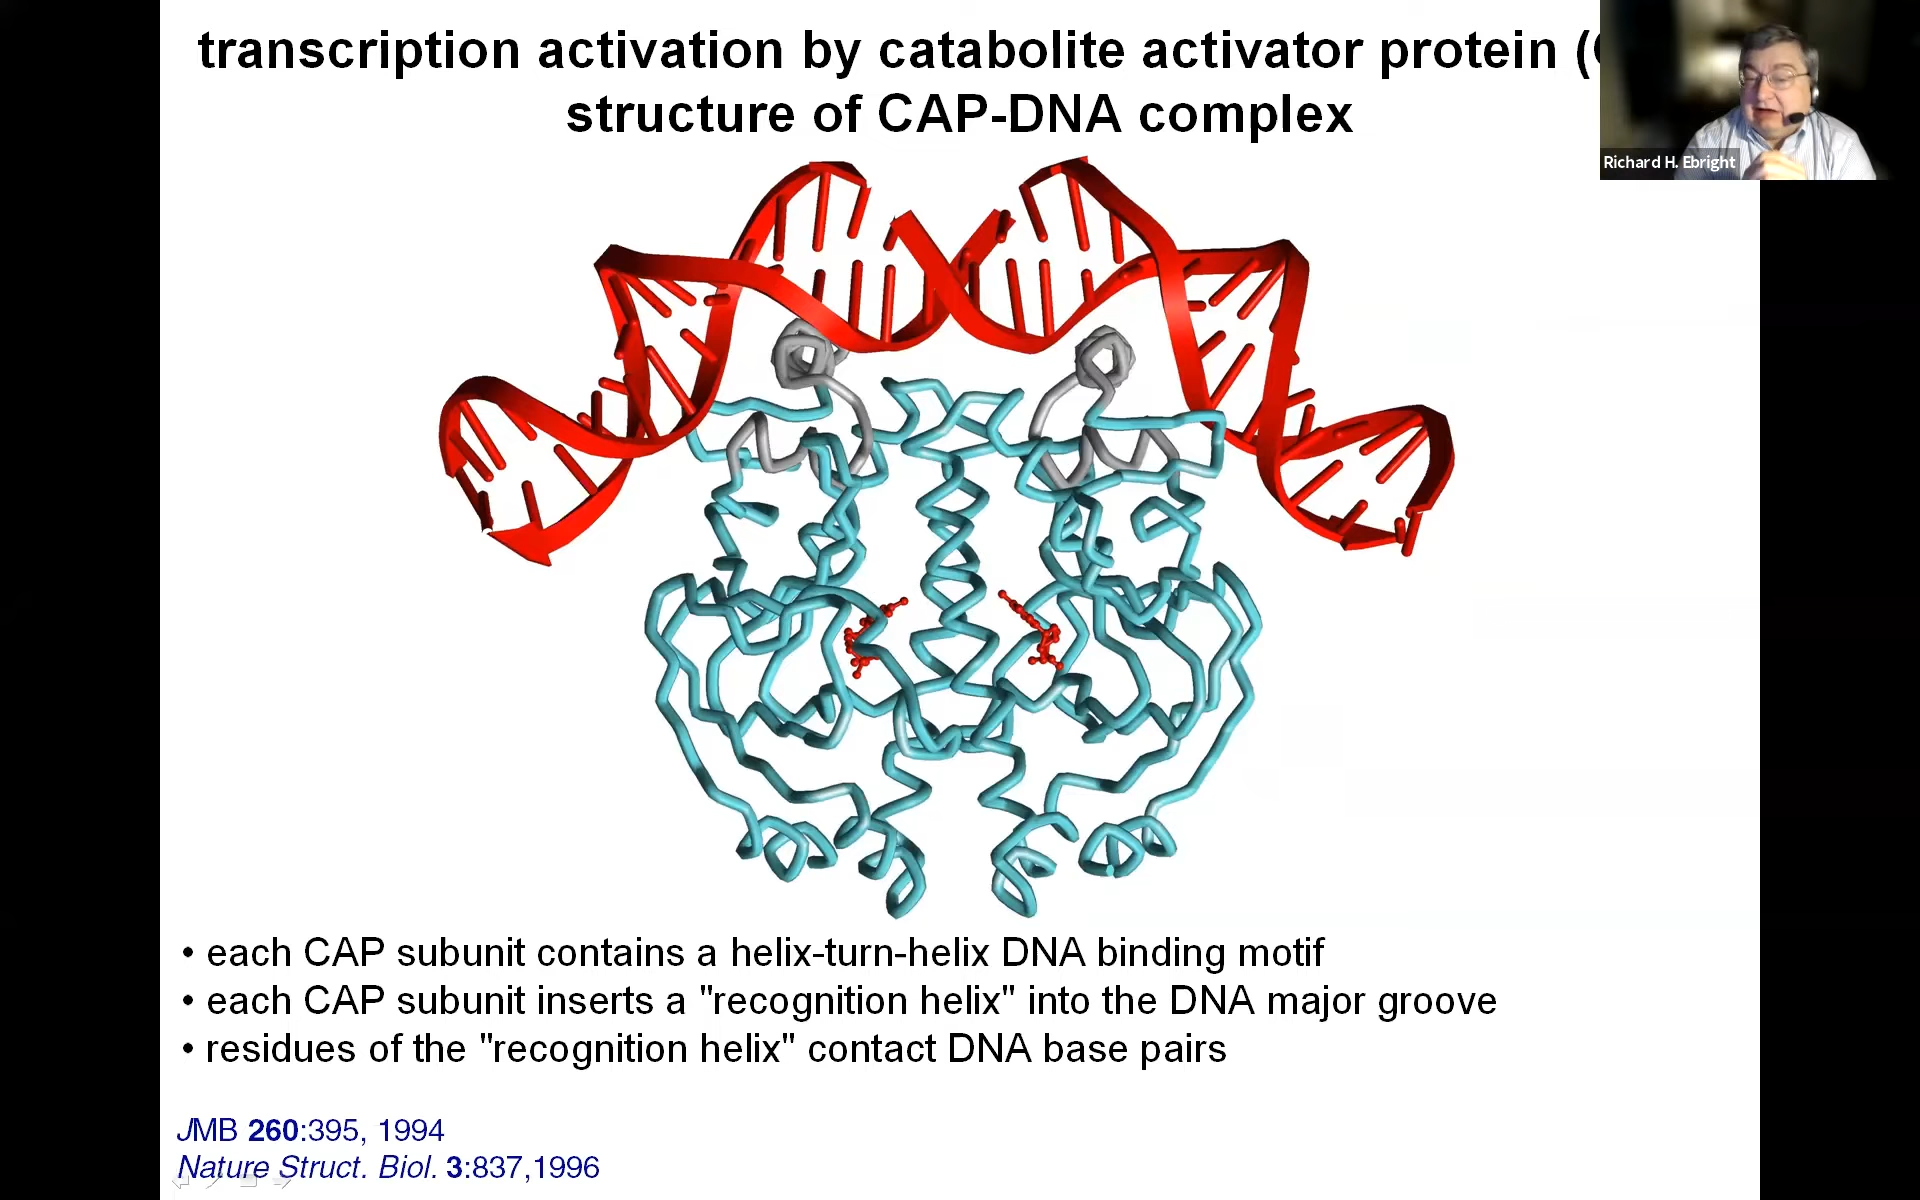 transcription activation by catabolite activator protein (
structure of CAP-DNA complex
Richard H. Ebright
• each CAP subunit contains a helix-turn-helix DNA binding motif
• each CAP subunit inserts a "recognition helix" into the DNA major groove
• residues of the "recognition helix" contact DNA base pairs
JMB 260:395, 1994
Nature Struct. Biol. 3:837,1996